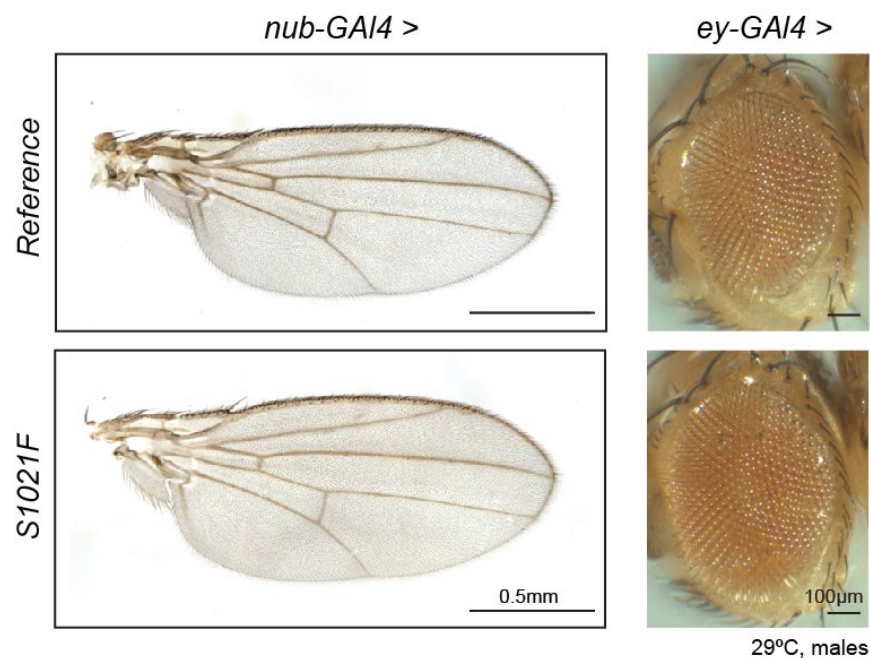 nub-GAl4 >
ey-GAl4 >
Reference
S1021F
0.5mm
100µm
29ºC, males